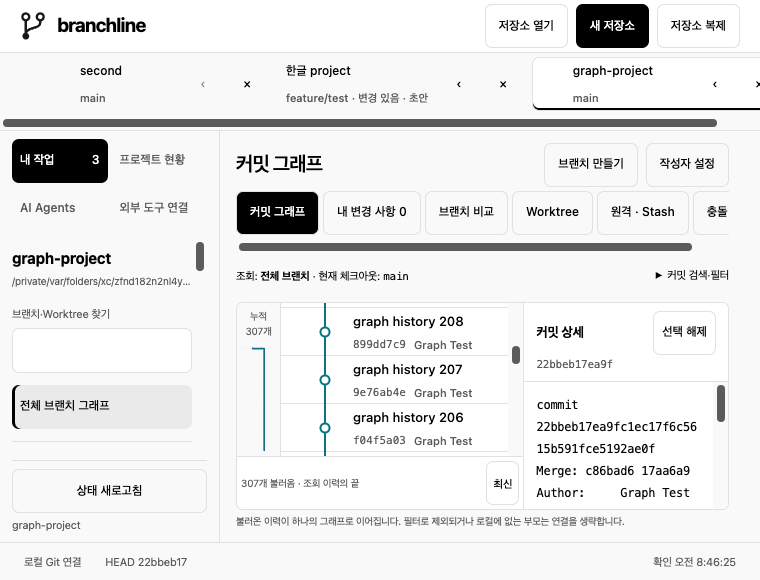 branchline
저장소 열기
새 저장소
저장소 복제
second
main
한글 project
feature/test · 변경 있음 · 초안
graph-project
main
내 작업 3
프로젝트 현황
AI Agents
외부 도구 연결
graph-project
/private/var/folders/xc/zfnd182n2nl4y...
브랜치·Worktree 찾기
전체 브랜치 그래프
상태 새로고침
graph-project
커밋 그래프
브랜치 만들기
작성자 설정
커밋 그래프
내 변경 사항 0
브랜치 비교
Worktree
원격 · Stash
충돌
조회: 전체 브랜치 · 현재 체크아웃: main
▶ 커밋 검색·필터
누적
307개
graph history 208
899dd7c9 Graph Test
graph history 207
9e76ab4e Graph Test
graph history 206
f04f5a03 Graph Test
307개 불러옴 · 조회 이력의 끝
최신
커밋 상세
선택 해제
22bbeb17ea9f
commit
22bbeb17ea9fc1ec17f6c56
15b591fce5192ae0f
Merge: c86bad6 17aa6a9
Author: Graph Test
불러온 이력이 하나의 그래프로 이어집니다. 필터로 제외되거나 로컬에 없는 부모는 연결을 생략합니다.
로컬 Git 연결
HEAD 22bbeb17
확인 오전 8:46:25